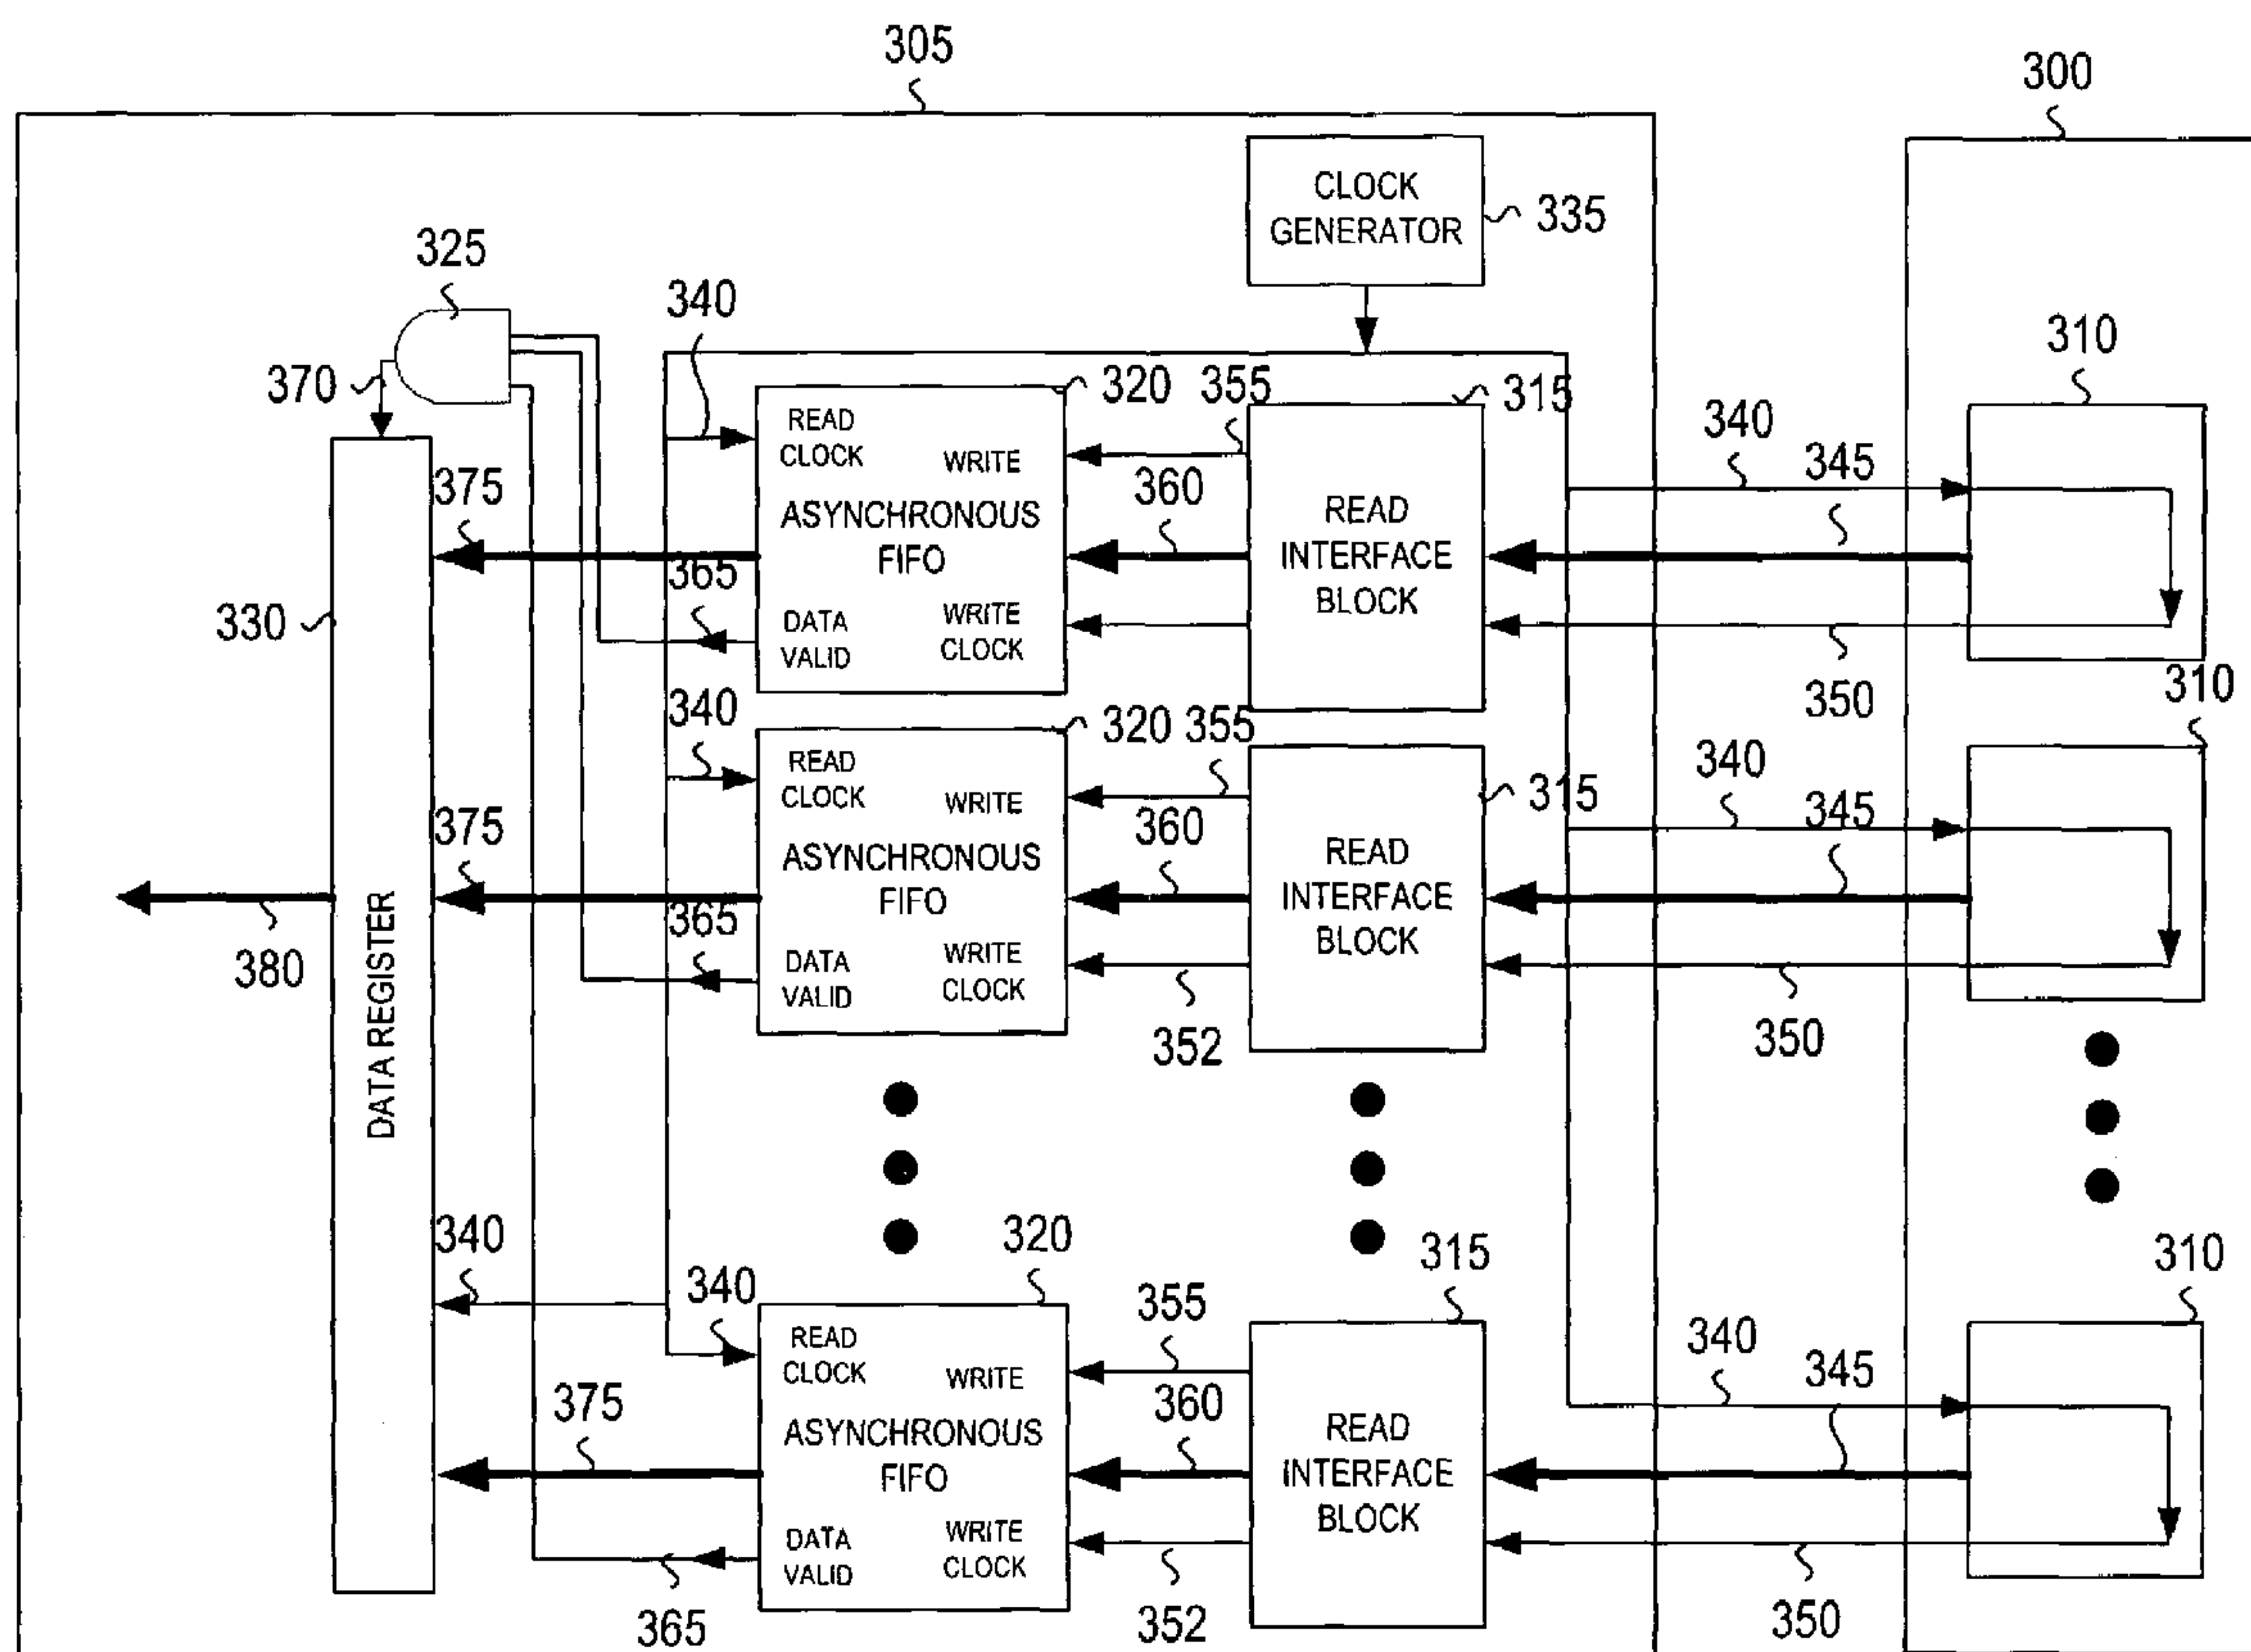 305
300
CLOCK
GENERATOR
335
325
340
310
370
320
355
315
READ
CLOCK
WRITE
340
345
375
360
ASYNCHRONOUS
FIFO
READ
INTERFACE
BLOCK
365
330
DATA
VALID
WRITE
CLOCK
350
310
340
320
355
READ
CLOCK
WRITE
315
340
345
375
360
ASYNCHRONOUS
FIFO
READ
INTERFACE
BLOCK
365
380
DATA
VALID
WRITE
CLOCK
352
350
DATA REGISTER
340
320
315
310
340
355
READ
CLOCK
WRITE
340
345
375
360
ASYNCHRONOUS
FIFO
READ
INTERFACE
BLOCK
DATA
VALID
WRITE
CLOCK
365
352
350